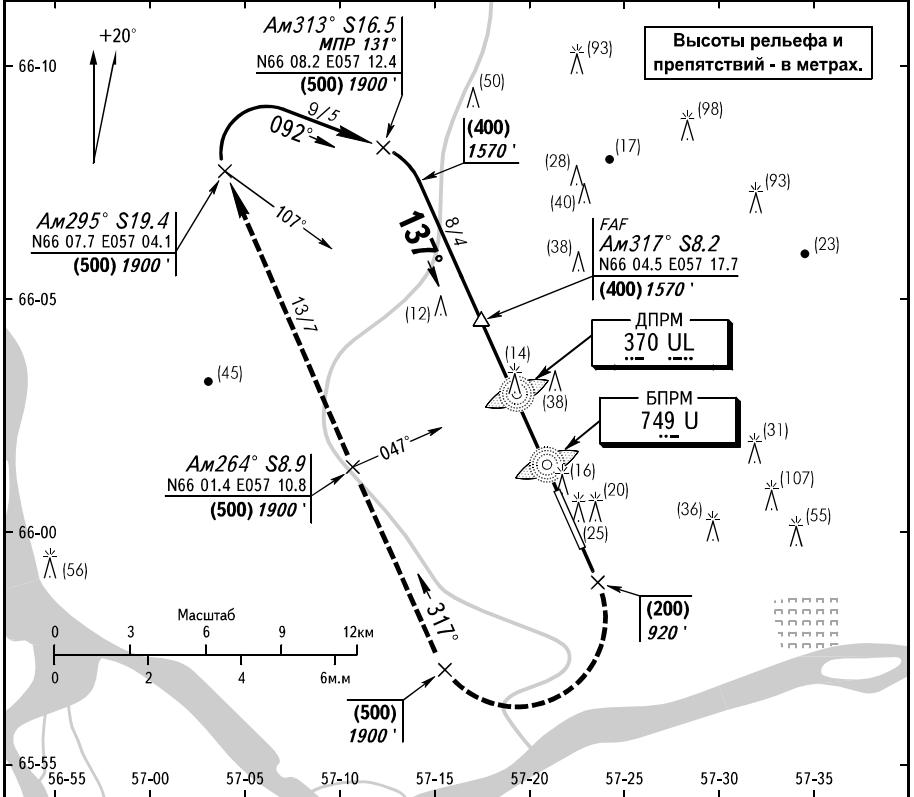 +20°
Ам313° S16.5
МПР 131°
N66 08.2 E057 12.4
(500) 1900 '
Высоты рельефа и
препятствий - в метрах.
66-10
(93)
(50)
(98)
9/5
092°
(400)
1570 '
(17)
(28)
(40)
(93)
Ам295° S19.4
N66 07.7 E057 04.1
(500) 1900 '
107°
137°
8/4
FAF
Ам317° S8.2
N66 04.5 E057 17.7
(400) 1570 '
(38)
(23)
66-05
13/7
(12)
ДПРМ
370 UL
(14)
(38)
(45)
БПРМ
749 U
047°
(31)
Ам264° S8.9
N66 01.4 E057 10.8
(500) 1900 '
(16)
(107)
(20)
(25)
(36)
(55)
66-00
(56)
317°
(200)
920 '
Масштаб
0 3 6 9 12км
0 2 4 6м.м
(500)
1900 '
65-55
56-55 57-00 57-05 57-10 57-15 57-20 57-25 57-30 57-35